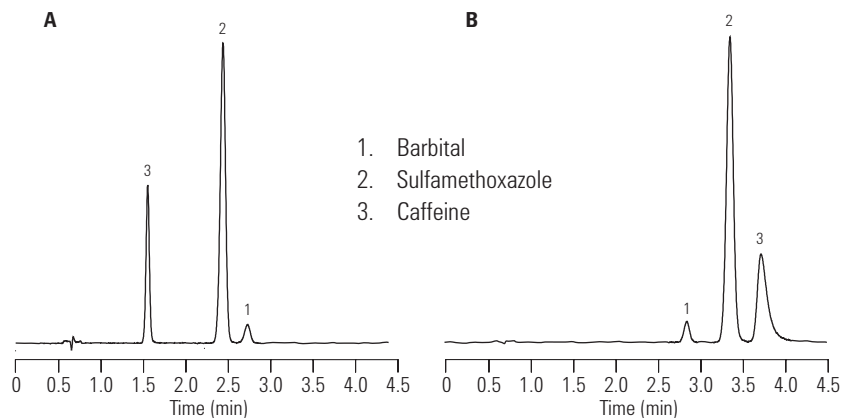 A
B
2
3
1
1. Barbital
2. Sulfamethoxazole
3. Caffeine
2
3
1
0 0.5 1.0 1.5 2.0 2.5 3.0 3.5 4.0 4.5
Time (min)
0 0.5 1.0 1.5 2.0 2.5 3.0 3.5 4.0 4.5
Time (min)